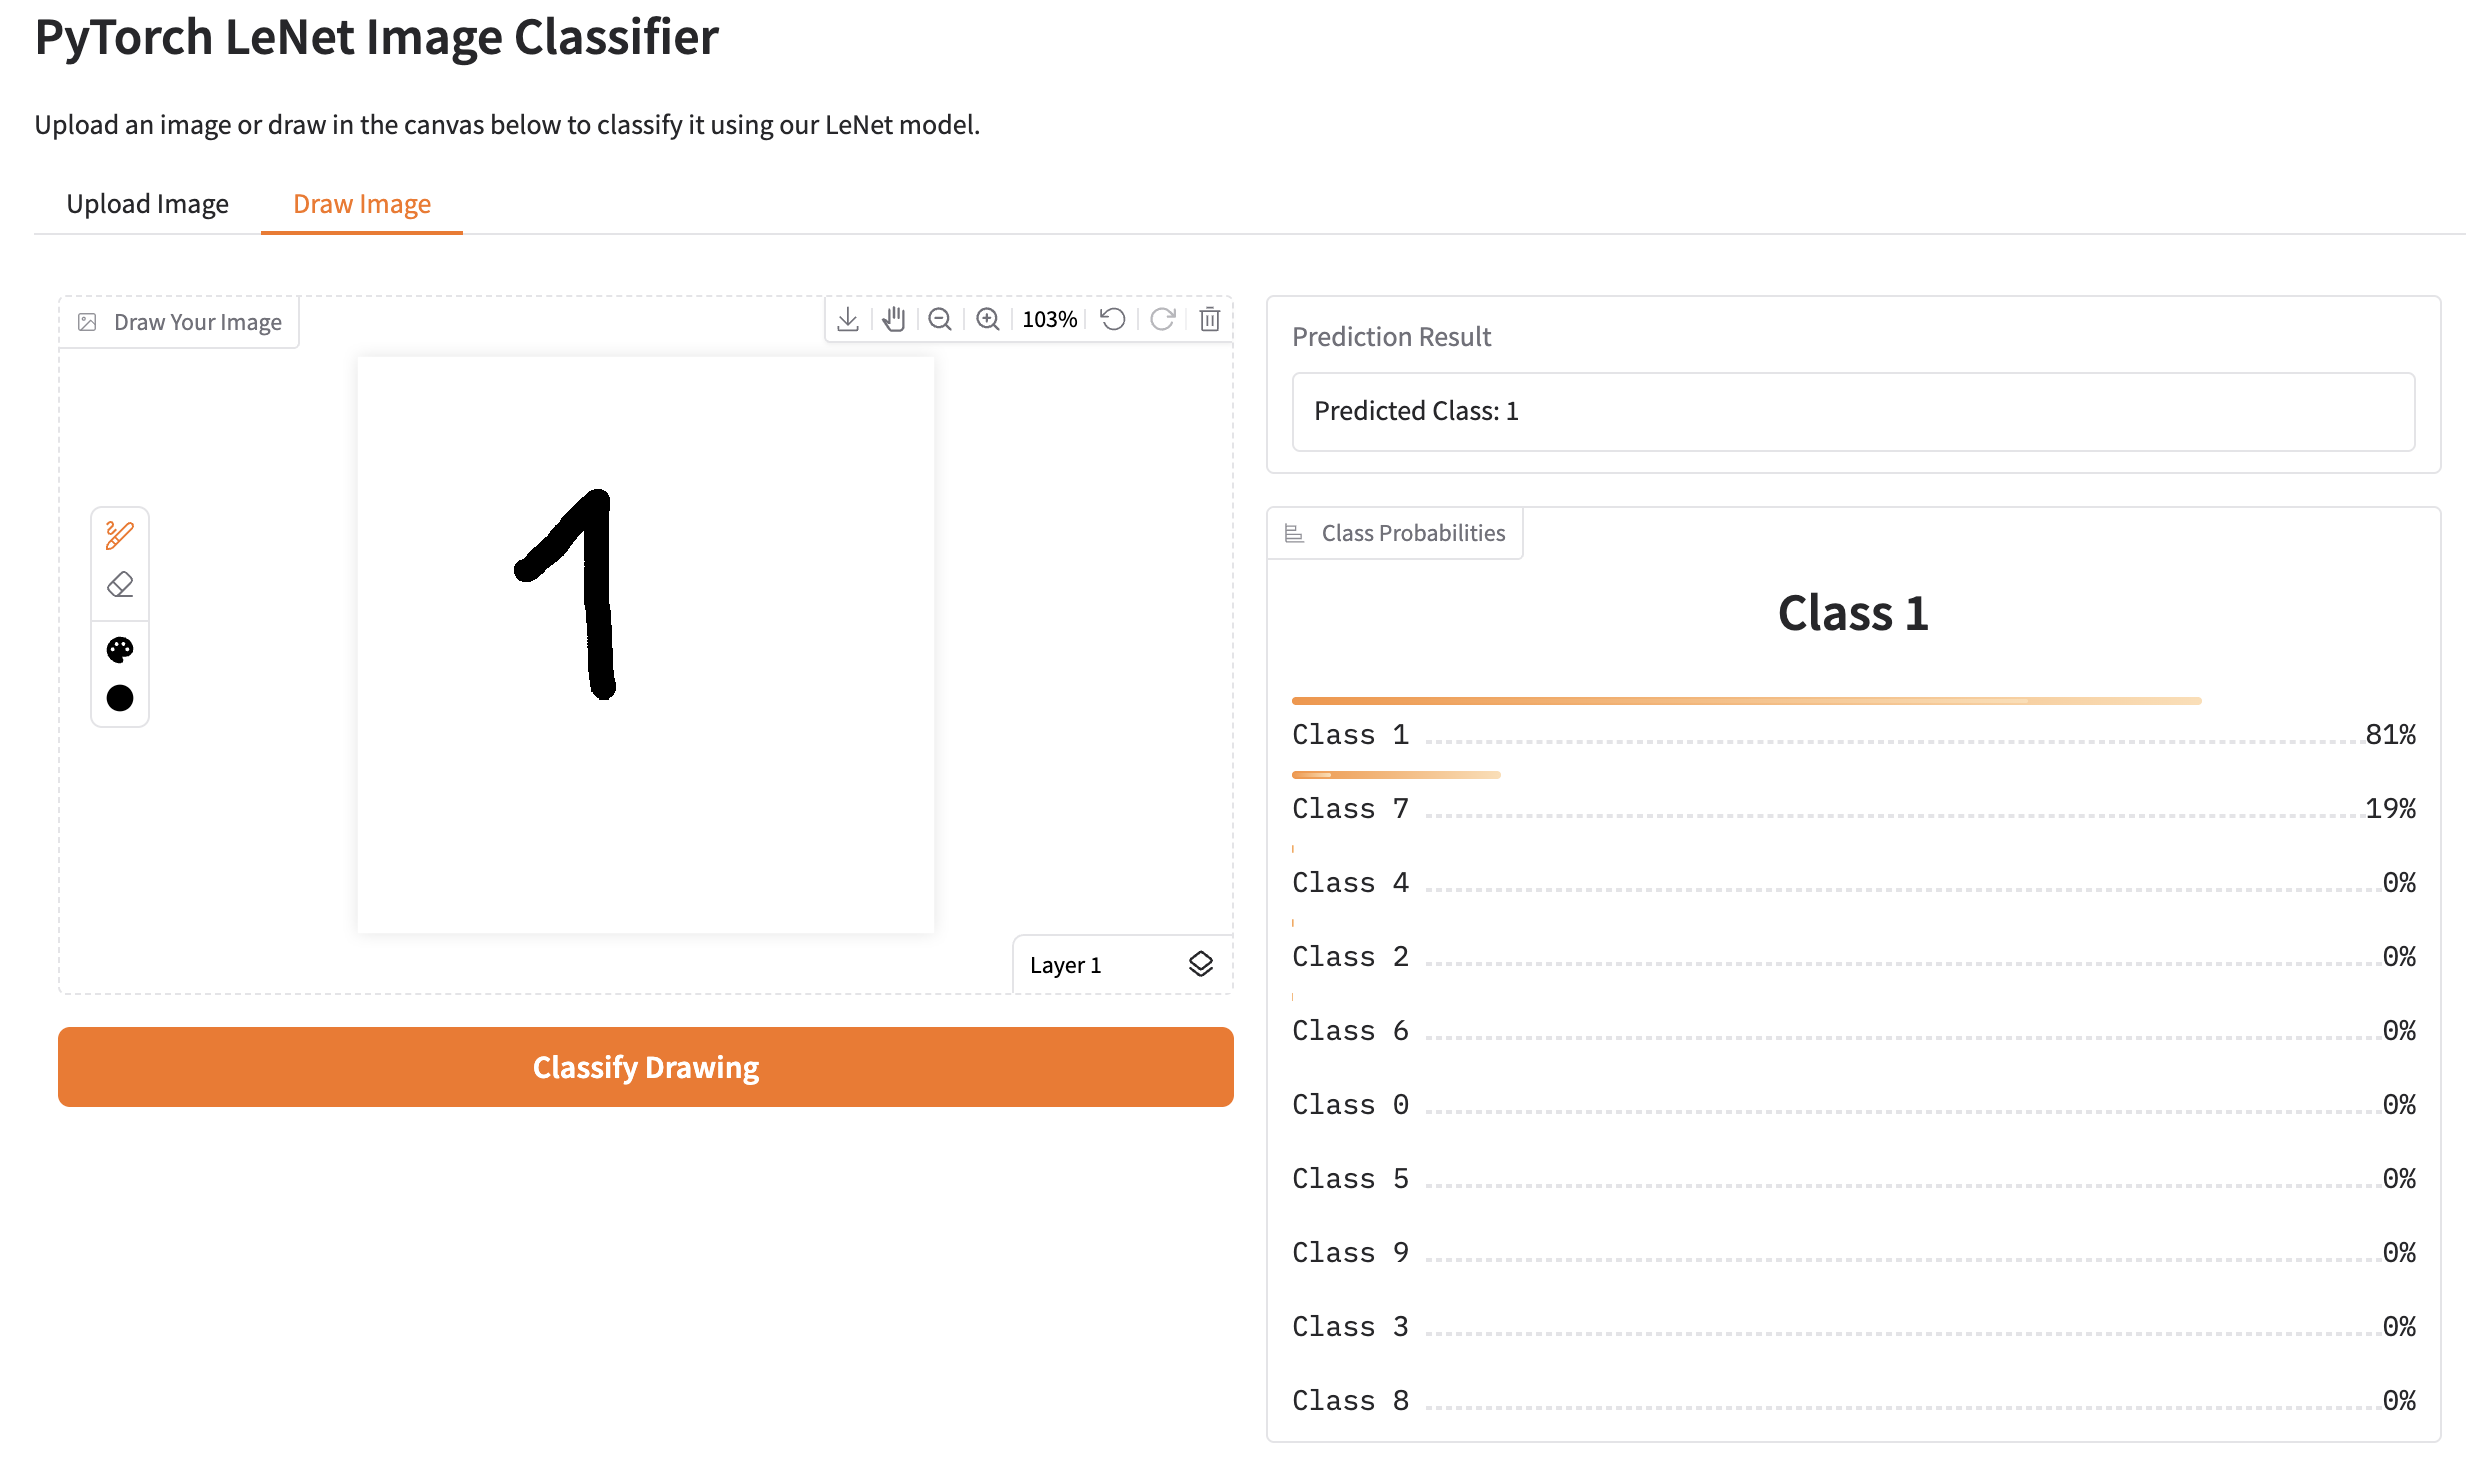 PyTorch LeNet Image Classifier
Upload an image or draw in the canvas below to classify it using our LeNet model.
Upload Image
Draw Image
Draw Your Image
103%
1
Layer 1
Classify Drawing
Prediction Result
Predicted Class: 1
Class Probabilities
Class 1
Class 1 81%
Class 7 19%
Class 4 0%
Class 2 0%
Class 6 0%
Class 0 0%
Class 5 0%
Class 9 0%
Class 3 0%
Class 8 0%